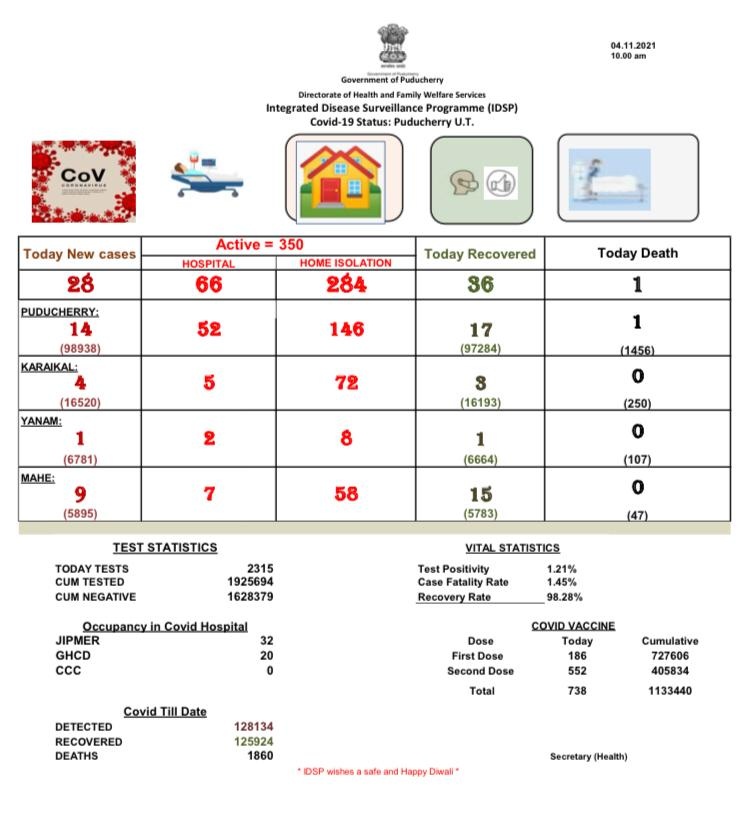 04.11.2021
10.00 am
Government of Puducherry
Government of Puducherry
Directorate of Health and Family Welfare Services
Integrated Disease Surveillance Programme (IDSP)
Covid-19 Status: Puducherry U.T.
CoV
CORONAVIRUS
Today New cases
Active = 350
HOSPITAL HOME ISOLATION
Today Recovered
Today Death
28 66 284 36 1
PUDUCHERRY:
14 52 146 17 1
(98938) (97284) (1456)
KARAIKAL:
4 5 72 3 0
(16520) (16193) (250)
YANAM:
1 2 8 1 0
(6781) (6664) (107)
MAHE:
9 7 58 15 0
(5895) (5783) (47)
TEST STATISTICS
TODAY TESTS 2315
CUM TESTED 1925694
CUM NEGATIVE 1628379
VITAL STATISTICS
Test Positivity 1.21%
Case Fatality Rate 1.45%
Recovery Rate 98.28%
Occupancy in Covid Hospital
JIPMER 32
GHCD 20
CCC 0
COVID VACCINE
Dose Today Cumulative
First Dose 186 727606
Second Dose 552 405834
Total 738 1133440
Covid Till Date
DETECTED 128134
RECOVERED 125924
DEATHS 1860
Secretary (Health)
* IDSP wishes a safe and Happy Diwali *